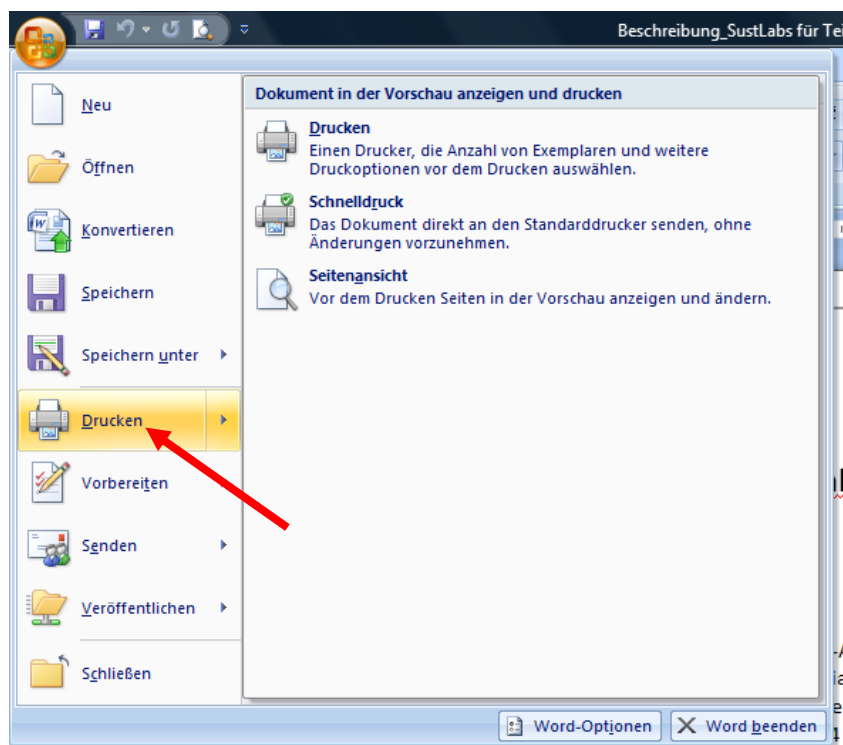 Beschreibung_SustLabs für Tei
Neu
Öffnen
Konvertieren
Speichern
Speichern unter
Drucken
Vorbereiten
Senden
Veröffentlichen
Schließen
Dokument in der Vorschau anzeigen und drucken
Drucken
Einen Drucker, die Anzahl von Exemplaren und weitere
Druckoptionen vor dem Drucken auswählen.
Schnelldruck
Das Dokument direkt an den Standarddrucker senden, ohne
Änderungen vorzunehmen.
Seitenansicht
Vor dem Drucken Seiten in der Vorschau anzeigen und ändern.
Word-Optionen
Word beenden